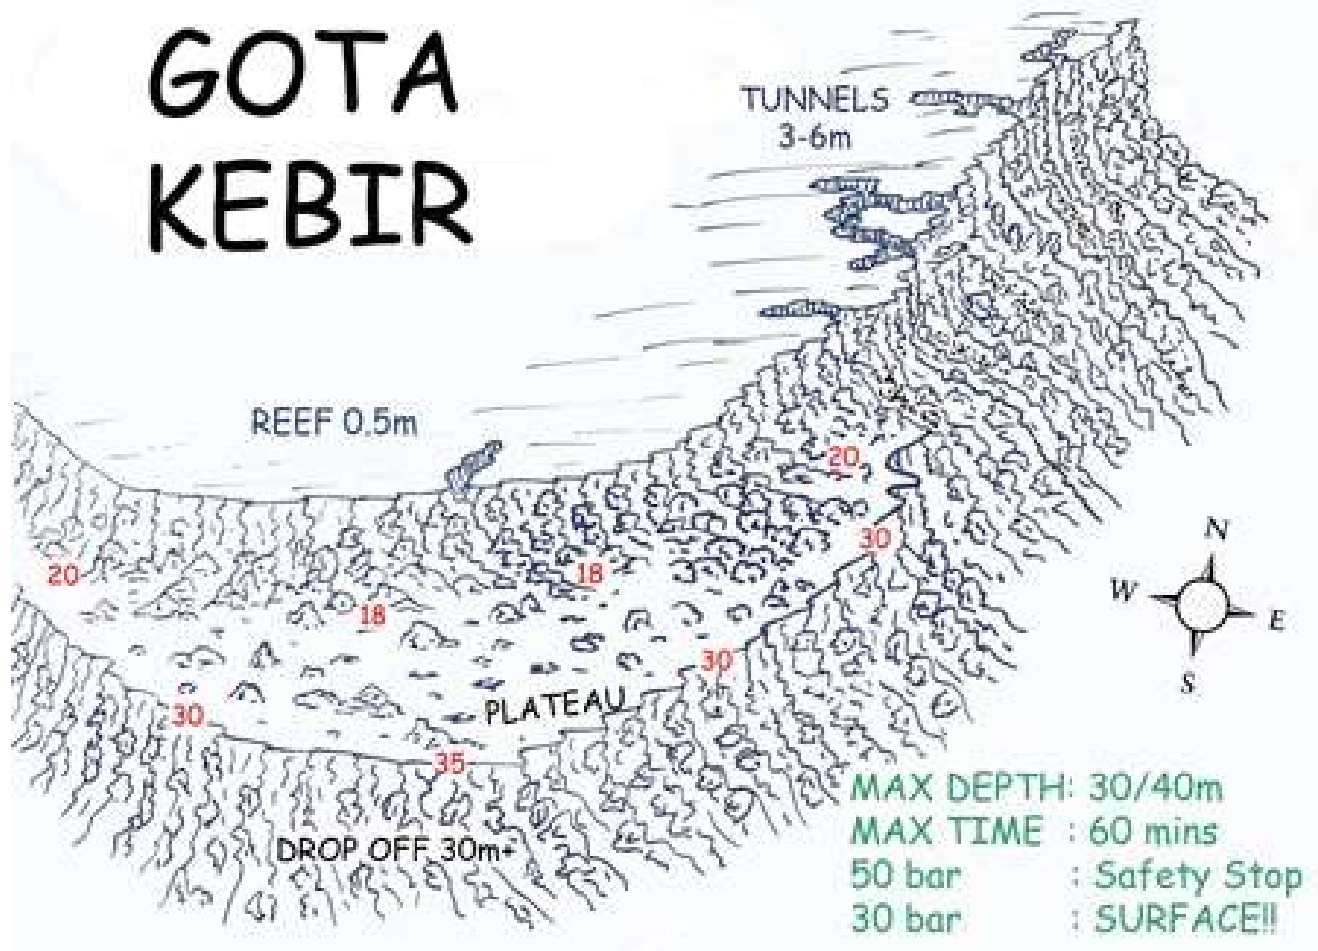 GOTA
KEBIR
TUNNELS
3-6m
REEF 0.5m
20
30
20
18
18
30
30
PLATEAU
35
DROP OFF 30m+
N
W
E
S
MAX DEPTH: 30/40m
MAX TIME : 60 mins
50 bar : Safety Stop
30 bar : SURFACE!!